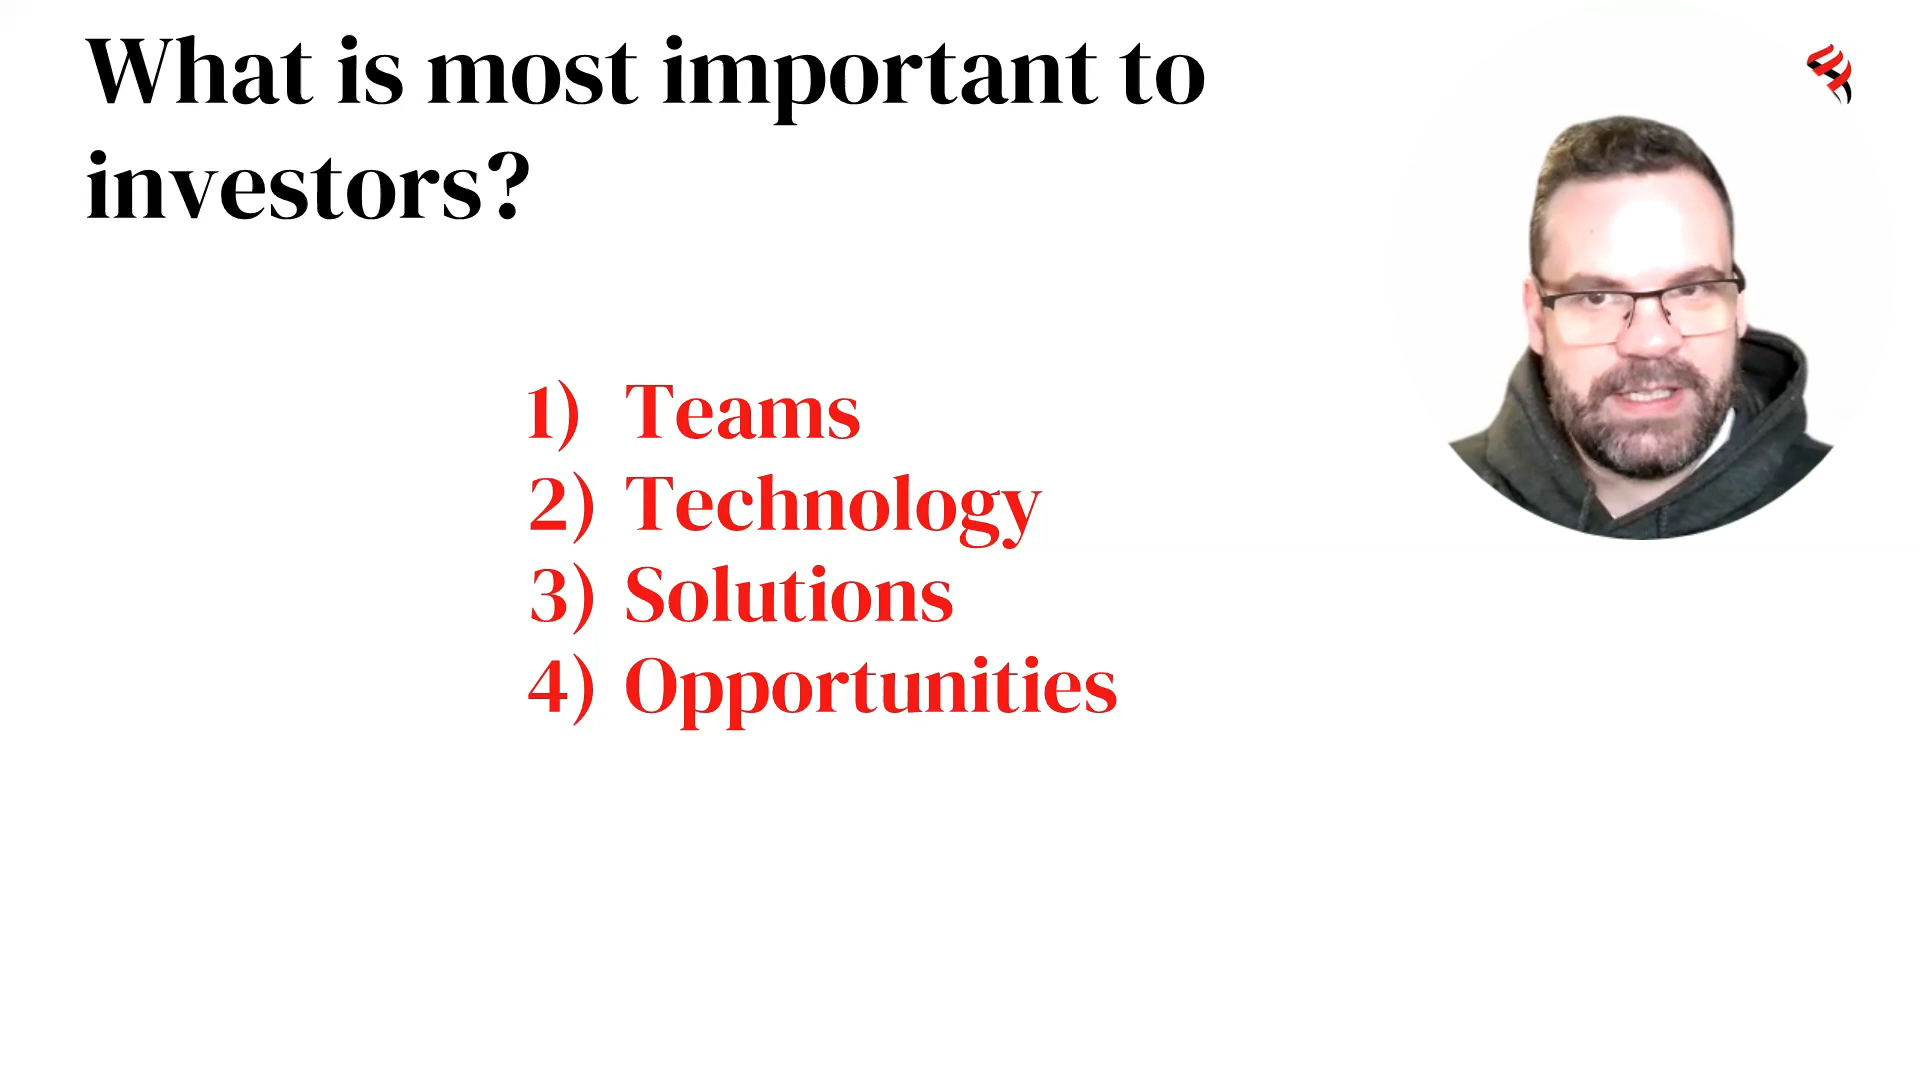 What is most important to
investors?
1) Teams
2) Technology
3) Solutions
4) Opportunities